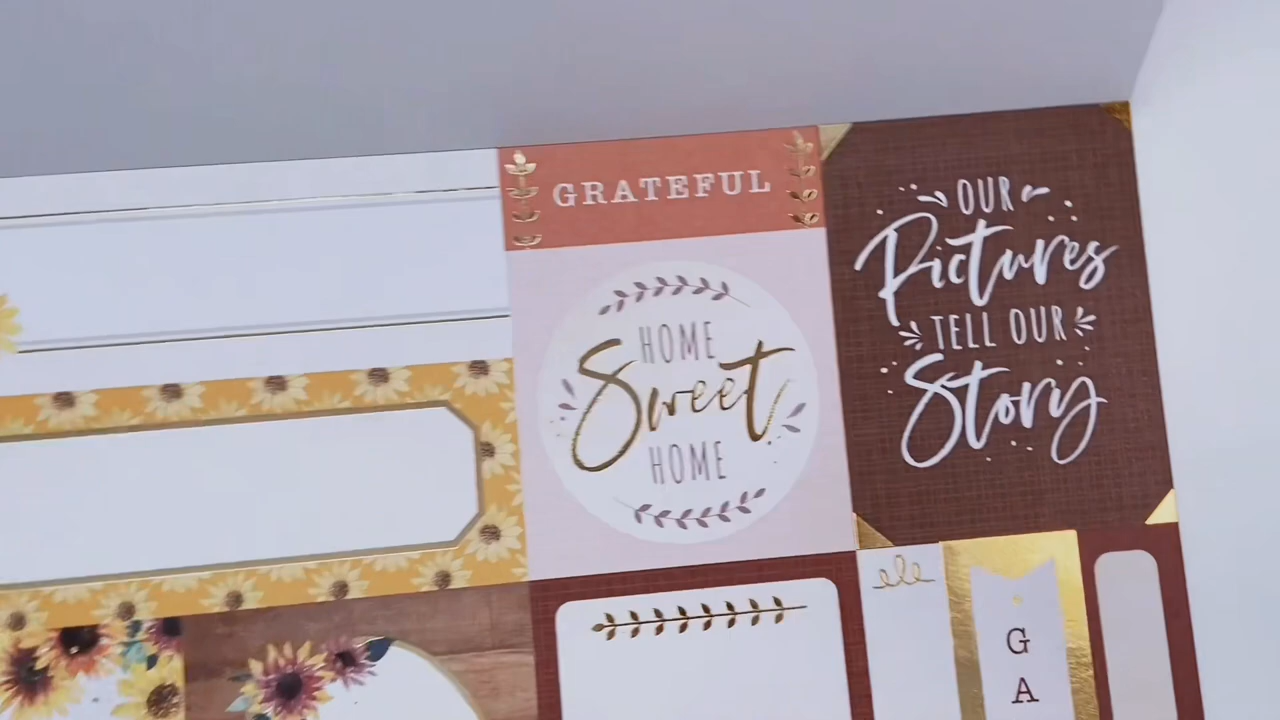 GRATEFUL
HOME
Sweet
HOME
OUR
Pictures
TELL OUR
Story
G
A